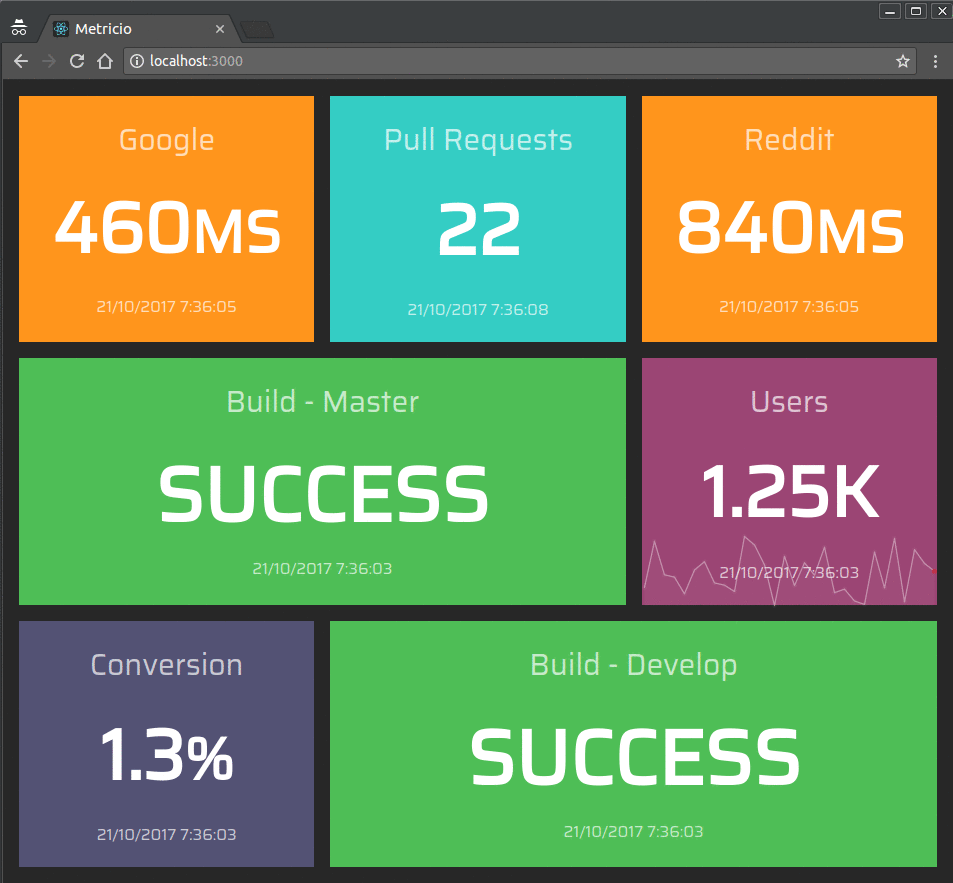 Metricio
localhost:3000
Google
460MS
21/10/2017 7:36:05
Pull Requests
22
21/10/2017 7:36:08
Reddit
840MS
21/10/2017 7:36:05
Build - Master
SUCCESS
21/10/2017 7:36:03
Users
1.25K
21/10/2017 7:36:03
Conversion
1.3%
21/10/2017 7:36:03
Build - Develop
SUCCESS
21/10/2017 7:36:03